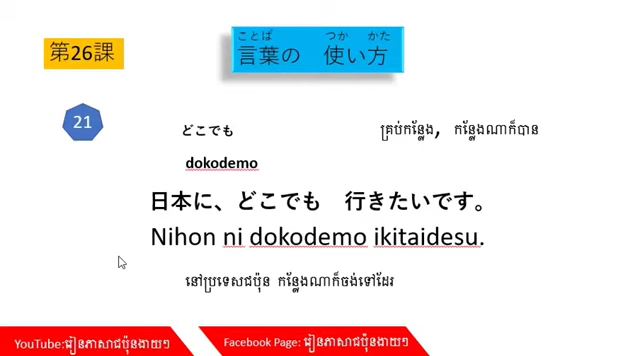 第26課
ことば つか かた
言葉の 使い方
21
どこでも គ្រប់កន្លែង, កន្លែងណាក៏បាន
dokodemo
日本に、どこでも 行きたいです。
Nihon ni dokodemo ikitaidesu.
នៅប្រទេសជប៉ុន កន្លែងណាក៏ចង់ទៅដែរ
YouTube:រៀនភាសាជប៉ុនងាយៗ Facebook Page: រៀនភាសាជប៉ុនងាយៗ